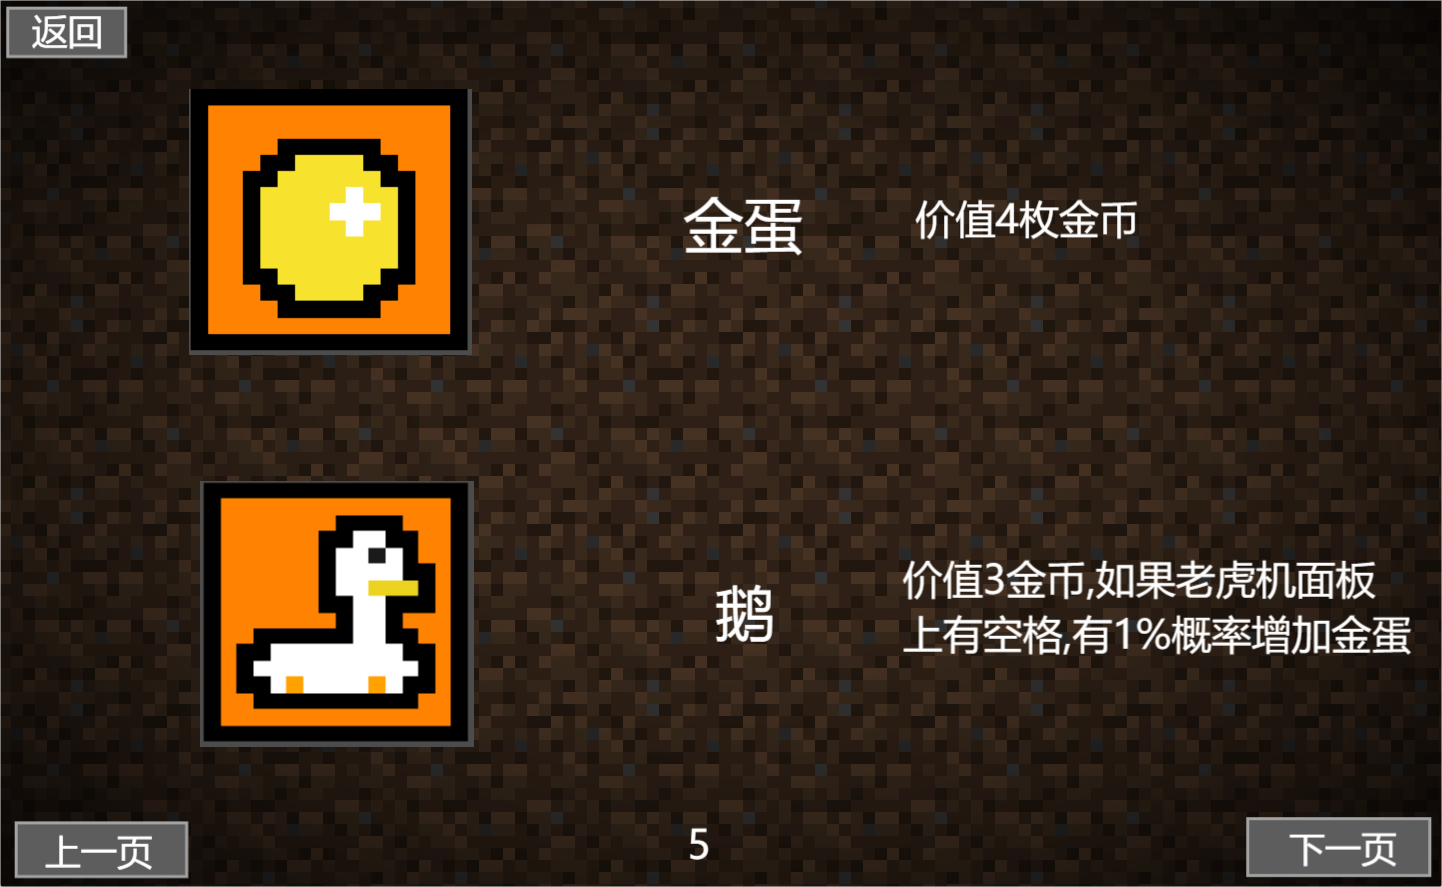 返回
金蛋
价值4枚金币
鹅
价值3金币,如果老虎机面板
上有空格,有1%概率增加金蛋
上一页
5
下一页